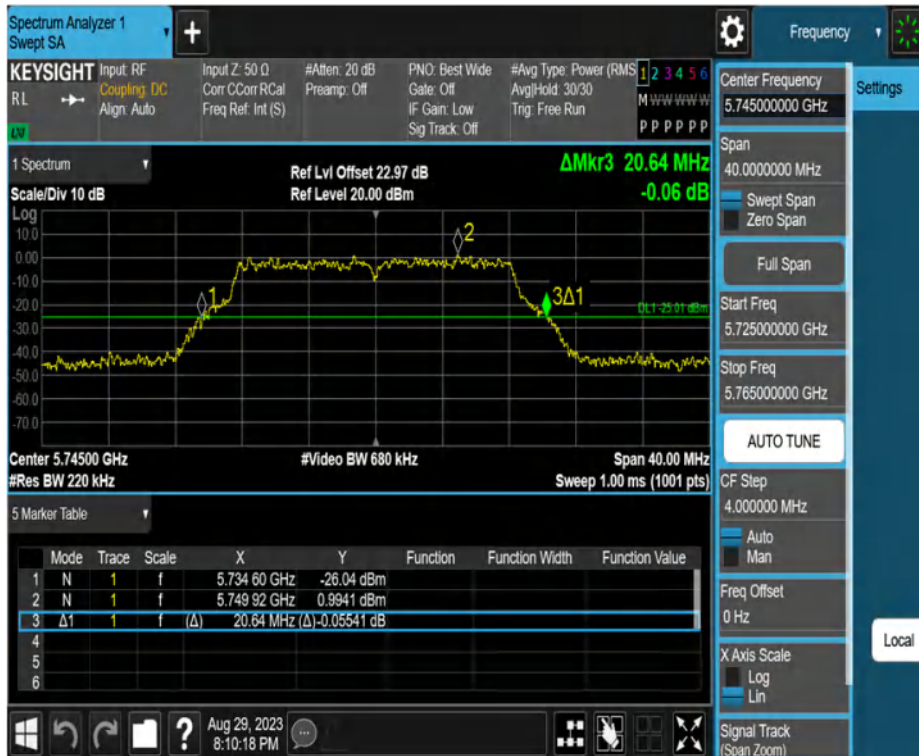 Spectrum Analyzer 1
Swept SA
Frequency
KEYSIGHT
RL
LNI
Input: RF
Coupling: DC
Align: Auto
Input Z: 50 Ω
Corr CCorr RCal
Freq Ref: Int (S)
#Atten: 20 dB
Preamp: Off
PNO: Best Wide
Gate: Off
IF Gain: Low
Sig Track: Off
#Avg Type: Power (RMS
Avg|Hold: 30/30
Trig: Free Run
1 2 3 4 5 6
M W W W W W
P P P P P P
1 Spectrum
Scale/Div 10 dB
Ref Lvl Offset 22.97 dB
Ref Level 20.00 dBm
ΔMkr3 20.64 MHz
-0.06 dB
Log
10.0
0.00
-10.0
-20.0
-30.0
-40.0
-50.0
-60.0
-70.0
1
2
3Δ1
DL1 -25.01 dBm
Center 5.74500 GHz
#Video BW 680 kHz
Span 40.00 MHz
#Res BW 220 kHz
Sweep 1.00 ms (1001 pts)
5 Marker Table
Mode Trace Scale X Y Function Function Width Function Value
1 N 1 f 5.734 60 GHz -26.04 dBm
2 N 1 f 5.749 92 GHz 0.9941 dBm
3 Δ1 1 f (Δ) 20.64 MHz (Δ) -0.05541 dB
4
5
6
Aug 29, 2023
8:10:18 PM
Center Frequency
5.745000000 GHz
Span
40.0000000 MHz
Swept Span
Zero Span
Full Span
Start Freq
5.725000000 GHz
Stop Freq
5.765000000 GHz
AUTO TUNE
CF Step
4.000000 MHz
Auto
Man
Freq Offset
0 Hz
X Axis Scale
Log
Lin
Signal Track
(Span Zoom)
Settings
Local